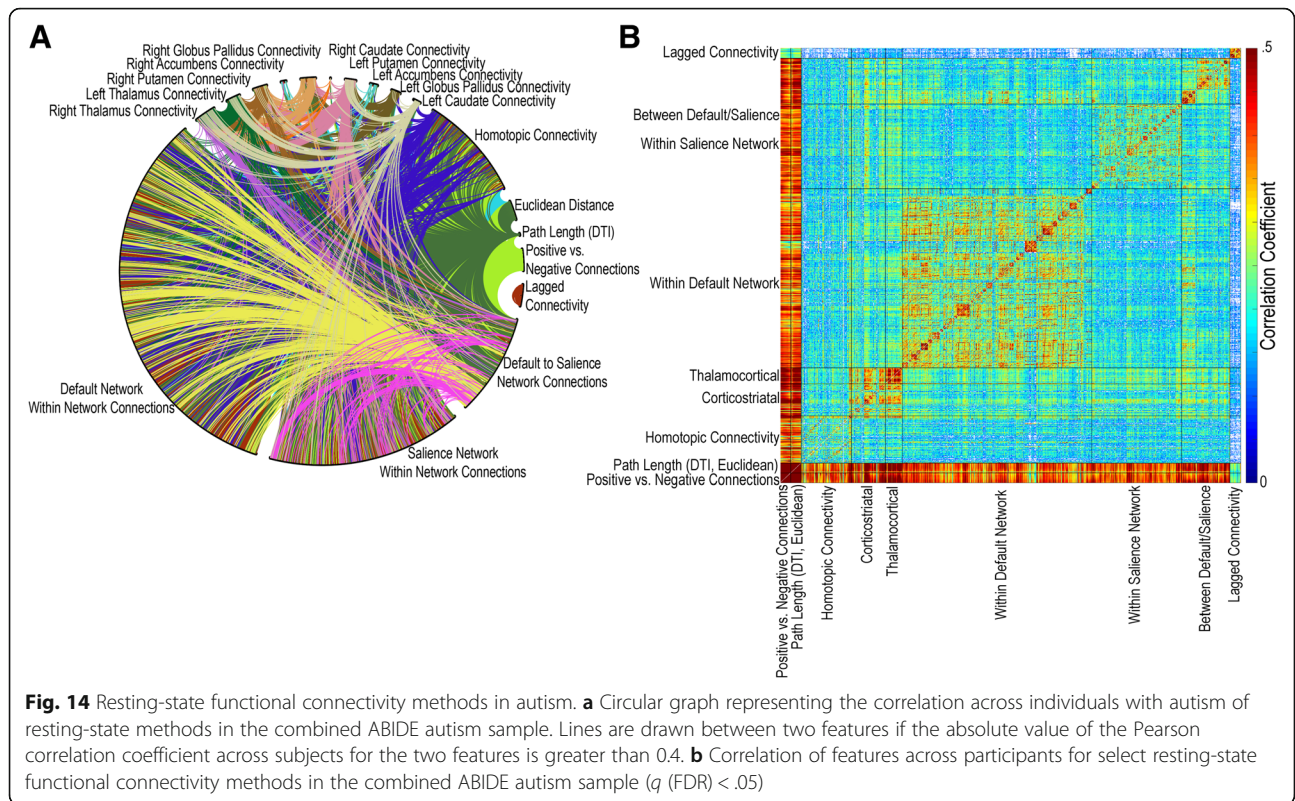 A
Right Globus Pallidus Connectivity
Right Accumbens Connectivity
Right Putamen Connectivity
Left Thalamus Connectivity
Right Thalamus Connectivity
Right Caudate Connectivity
Left Putamen Connectivity
Left Accumbens Connectivity
Left Globus Pallidus Connectivity
Left Caudate Connectivity
Homotopic Connectivity
Euclidean Distance
Path Length (DTI)
Positive vs.
Negative Connections
Lagged
Connectivity
Default to Salience
Network Connections
Salience Network
Within Network Connections
Default Network
Within Network Connections
B
Lagged Connectivity
Between Default/Salience
Within Salience Network
Within Default Network
Thalamocortical
Corticostriatal
Homotopic Connectivity
Path Length (DTI, Euclidean)
Positive vs. Negative Connections
Positive vs. Negative Connections
Path Length (DTI, Euclidean)
Homotopic Connectivity
Corticostriatal
Thalamocortical
Within Default Network
Within Salience Network
Between Default/Salience
Lagged Connectivity
.5
Correlation Coefficient
0
Fig. 14 Resting-state functional connectivity methods in autism. a Circular graph representing the correlation across individuals with autism of
resting-state methods in the combined ABIDE autism sample. Lines are drawn between two features if the absolute value of the Pearson
correlation coefficient across subjects for the two features is greater than 0.4. b Correlation of features across participants for select resting-state
functional connectivity methods in the combined ABIDE autism sample (q (FDR) < .05)